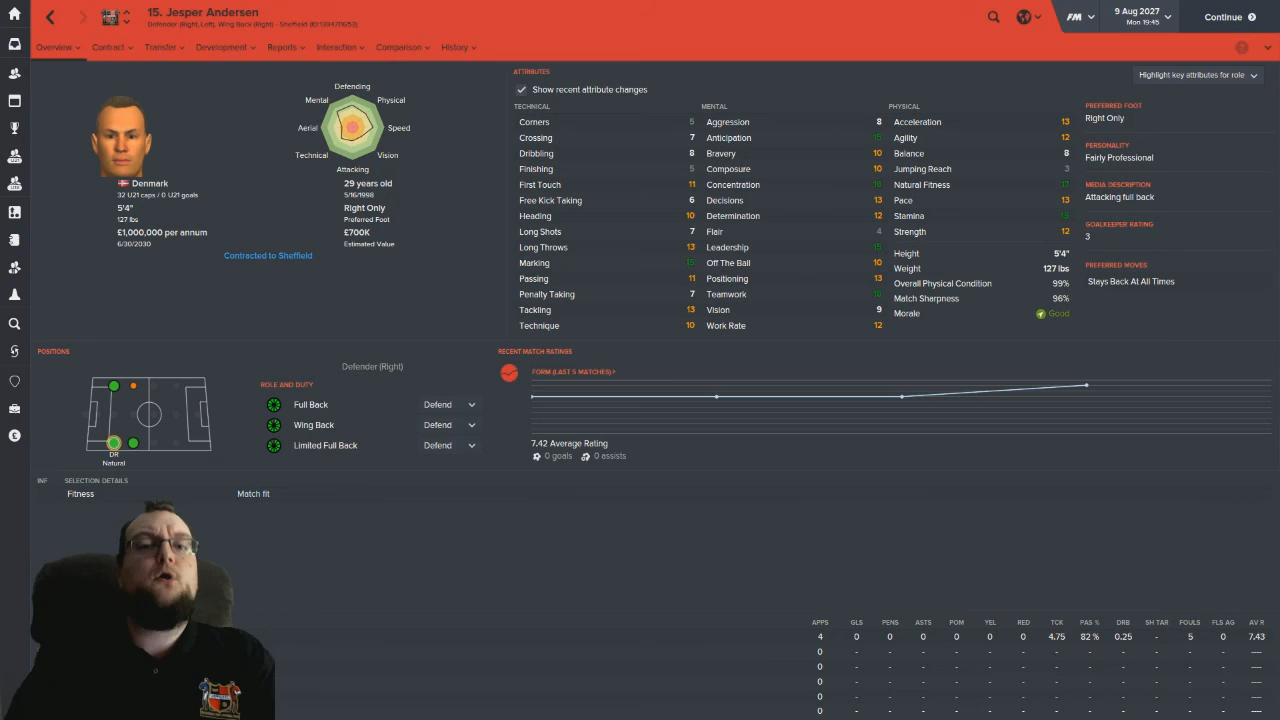 15. Jesper Andersen
Defender (Right, Left), Wing Back (Right) - Sheffield
9 Aug 2027
Mon 19:45
FM
Continue
Overview Contract Transfer Development Reports Interaction Comparison History
ATTRIBUTES
Show recent attribute changes
Highlight key attributes for role
TECHNICAL MENTAL PHYSICAL
Corners 5 Aggression 8 Acceleration 13
Crossing 7 Anticipation 15 Agility 12
Dribbling 8 Bravery 10 Balance 8
Finishing 5 Composure 10 Jumping Reach 3
First Touch 11 Concentration Natural Fitness
Free Kick Taking 6 Decisions 13 Pace 13
Heading 10 Determination 12 Stamina
Long Shots 7 Flair 4 Strength 12
Long Throws 13 Leadership 15
Marking 15 Off The Ball 10
Passing 11 Positioning 13
Penalty Taking 7 Teamwork
Tackling 13 Vision 9
Technique 10 Work Rate 12
Height 5'4"
Weight 127 lbs
Overall Physical Condition 99%
Match Sharpness 96%
Morale Good
PREFERRED FOOT
Right Only
PERSONALITY
Fairly Professional
MEDIA DESCRIPTION
Attacking full back
GOALKEEPER RATING
3
PREFERRED MOVES
Stays Back At All Times
Defending
Mental Physical
Aerial Speed
Technical Vision
Attacking
Denmark
32 U21 caps / 0 U21 goals
5'4"
127 lbs
£1,000,000 per annum
6/30/2030
29 years old
5/16/1998
Right Only
Preferred Foot
£700K
Estimated Value
Contracted to Sheffield
POSITIONS
DR
Natural
Defender (Right)
ROLE AND DUTY
Full Back Defend
Wing Back Defend
Limited Full Back Defend
RECENT MATCH RATINGS
FORM (LAST 5 MATCHES)>
7.42 Average Rating
0 goals 0 assists
INF SELECTION DETAILS
Fitness Match fit
APPS GLS PENS ASTS POM YEL RED TCK PAS % DRB SH TAR FOULS FLS AG AV R
4 0 0 0 0 0 0 4.75 82 % 0.25 - 5 0 7.43
0 - - - - - - - - - - - - ----
0 - - - - - - - - - - - - ----
0 - - - - - - - - - - - - ----
0 - - - - - - - - - - - - ----
0 - - - - - - - - - - - - ----